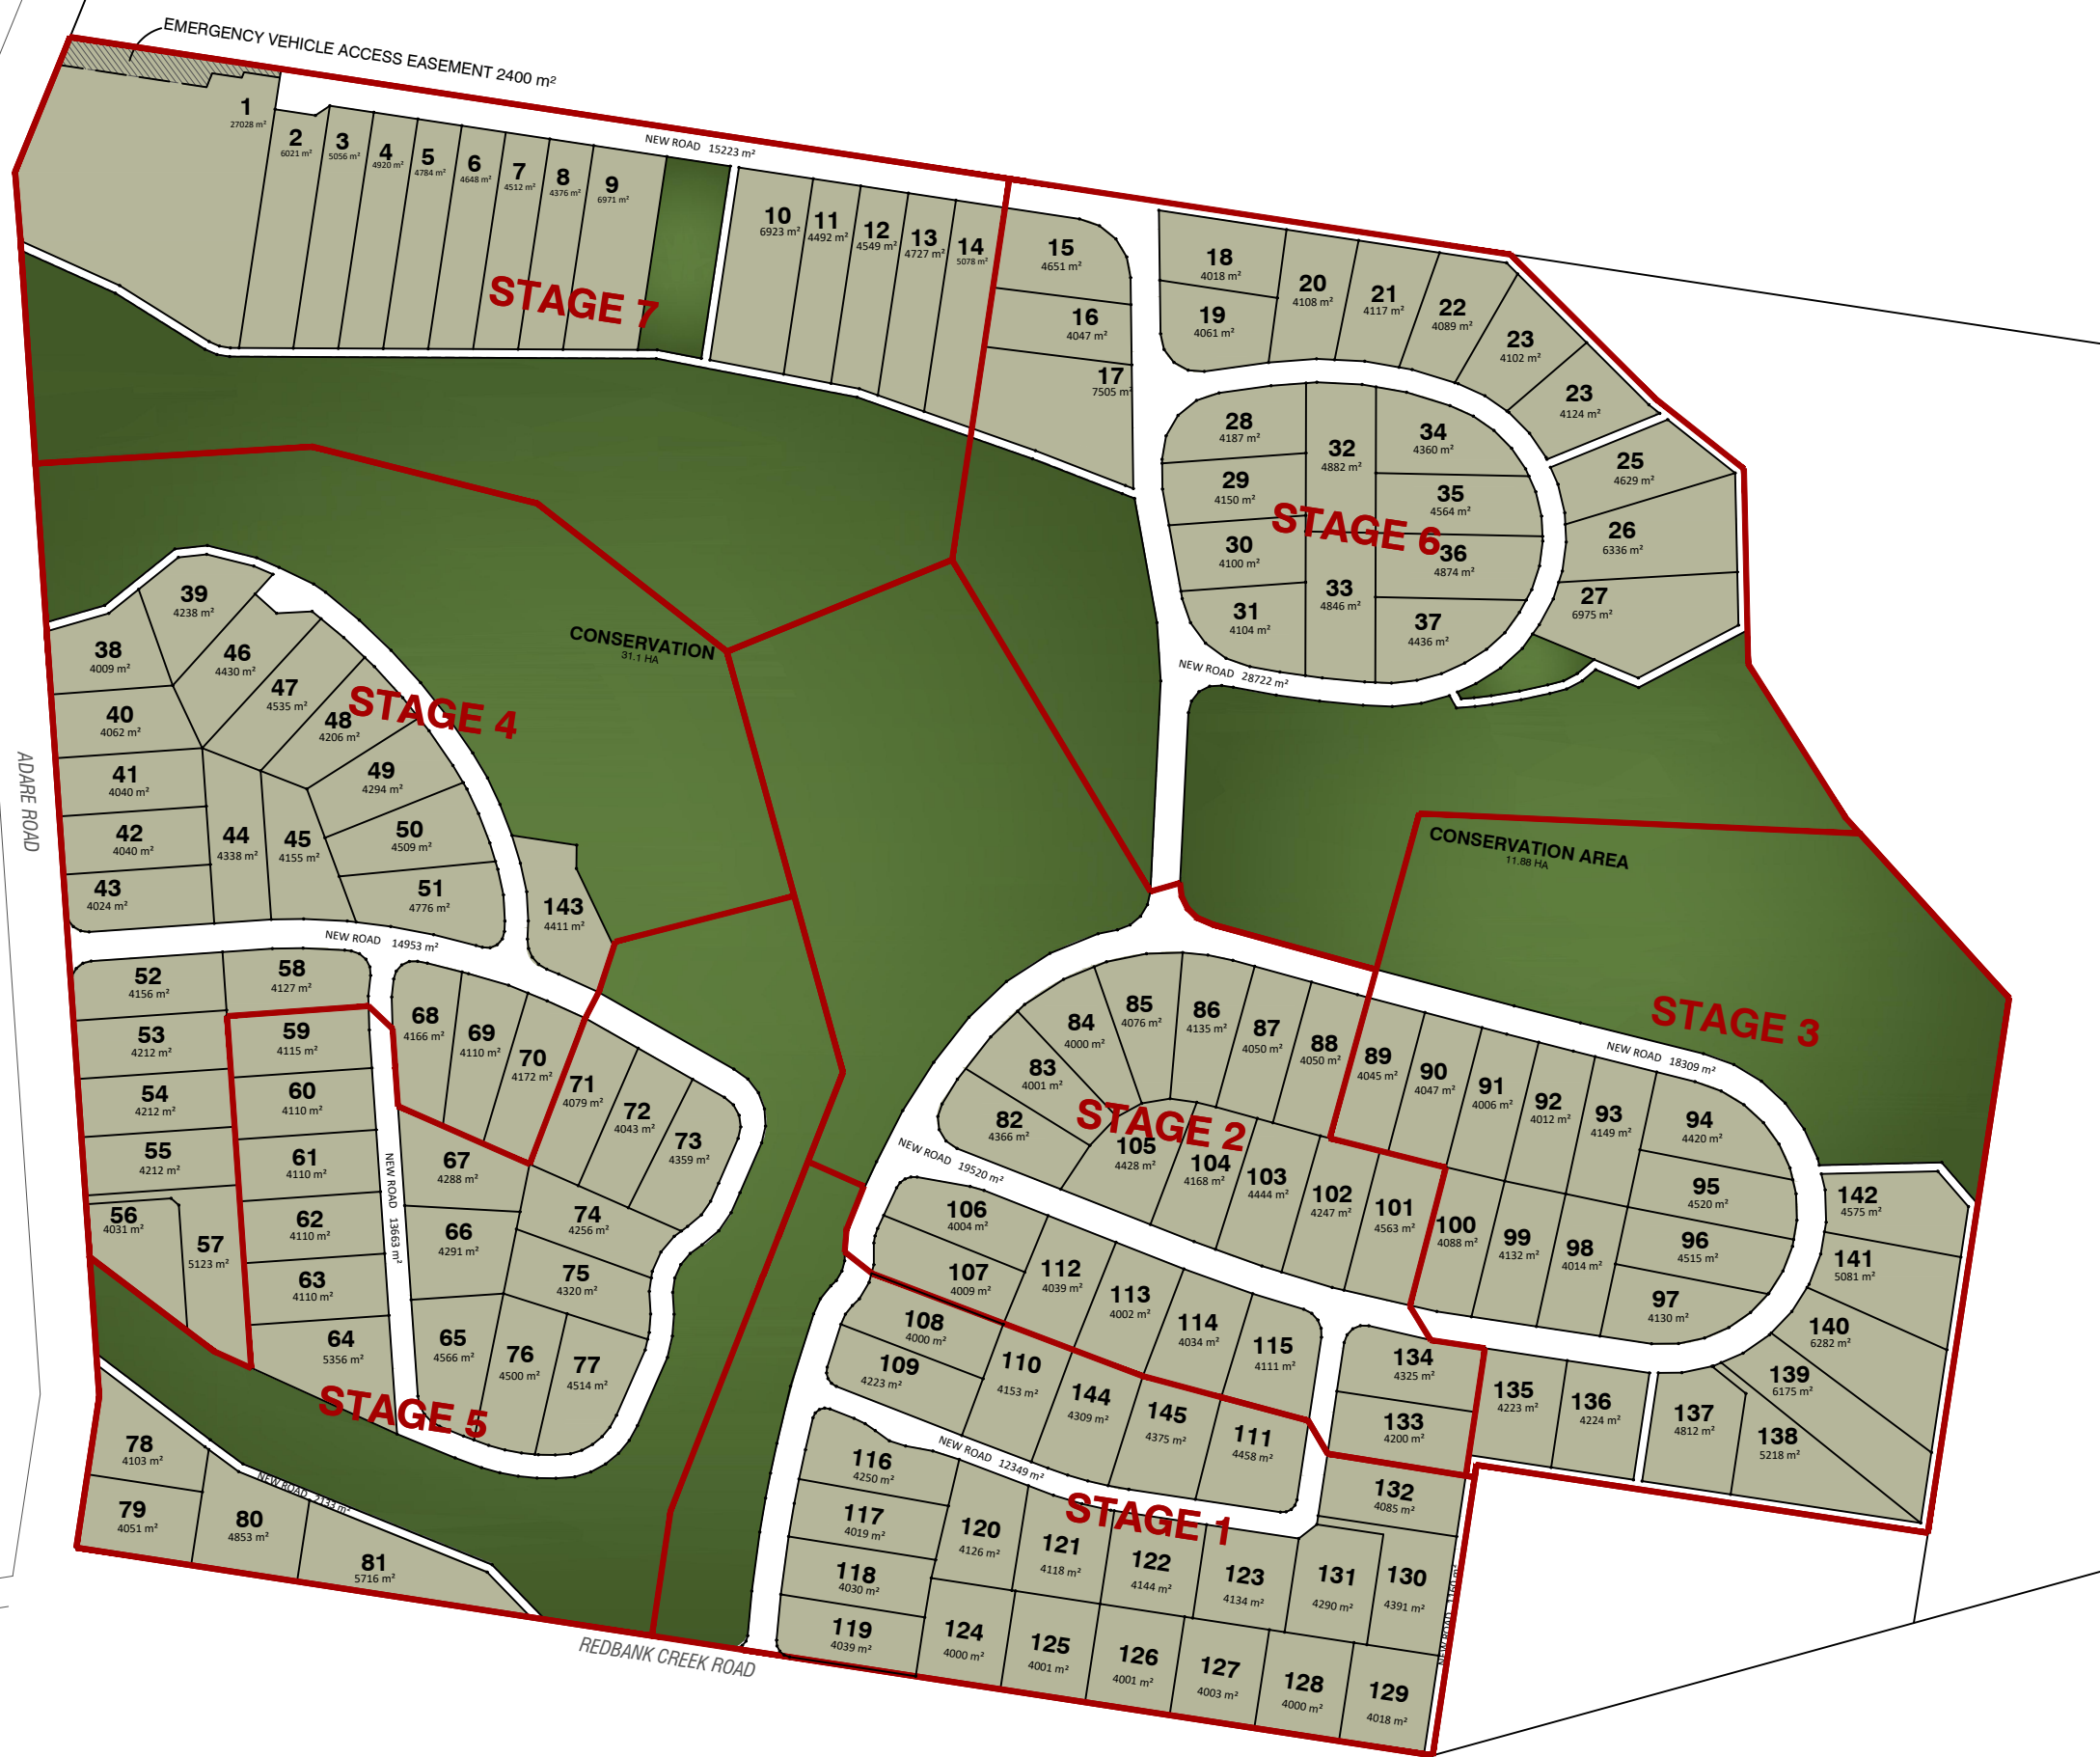 EMERGENCY VEHICLE ACCESS EASEMENT 2400 m²
NEW ROAD 15223 m²
1
27028 m²
2
6021 m²
3
5056 m²
4
4920 m²
5
4784 m²
6
4648 m²
7
4512 m²
8
4376 m²
9
6971 m²
STAGE 7
10
6923 m²
11
4492 m²
12
4549 m²
13
4727 m²
14
5078 m²
15
4651 m²
16
4047 m²
17
7505 m²
18
4018 m²
19
4061 m²
20
4108 m²
21
4117 m²
22
4089 m²
23
4102 m²
23
4124 m²
25
4629 m²
26
6336 m²
27
6975 m²
28
4187 m²
29
4150 m²
30
4100 m²
31
4104 m²
32
4882 m²
33
4846 m²
34
4360 m²
35
4564 m²
36
4874 m²
37
4436 m²
STAGE 6
NEW ROAD 28722 m²
CONSERVATION
31.1 HA
38
4009 m²
39
4238 m²
40
4062 m²
41
4040 m²
42
4040 m²
43
4024 m²
44
4338 m²
45
4155 m²
46
4430 m²
47
4535 m²
48
4206 m²
49
4294 m²
50
4509 m²
51
4776 m²
STAGE 4
143
4411 m²
ADARE ROAD
NEW ROAD 14953 m²
CONSERVATION AREA
11.88 HA
STAGE 3
NEW ROAD 18309 m²
52
4156 m²
53
4212 m²
54
4212 m²
55
4212 m²
56
4031 m²
57
5123 m²
58
4127 m²
59
4115 m²
60
4110 m²
61
4110 m²
62
4110 m²
63
4110 m²
64
5356 m²
NEW ROAD 13663 m²
65
4566 m²
66
4291 m²
67
4288 m²
68
4166 m²
69
4110 m²
70
4172 m²
71
4079 m²
72
4043 m²
73
4359 m²
74
4256 m²
75
4320 m²
76
4500 m²
77
4514 m²
STAGE 5
78
4103 m²
79
4051 m²
80
4853 m²
81
5716 m²
NEW ROAD 2133 m²
REDBANK CREEK ROAD
82
4366 m²
83
4001 m²
84
4000 m²
85
4076 m²
86
4135 m²
87
4050 m²
88
4050 m²
89
4045 m²
90
4047 m²
91
4006 m²
92
4012 m²
93
4149 m²
94
4420 m²
95
4520 m²
96
4515 m²
97
4130 m²
98
4014 m²
99
4132 m²
100
4088 m²
101
4563 m²
102
4247 m²
103
4444 m²
104
4168 m²
105
4428 m²
STAGE 2
NEW ROAD 19520 m²
106
4004 m²
107
4009 m²
108
4000 m²
109
4223 m²
110
4153 m²
144
4309 m²
145
4375 m²
111
4458 m²
112
4039 m²
113
4002 m²
114
4034 m²
115
4111 m²
NEW ROAD 12349 m²
STAGE 1
116
4250 m²
117
4019 m²
118
4030 m²
119
4039 m²
120
4126 m²
121
4118 m²
122
4144 m²
123
4134 m²
124
4000 m²
125
4001 m²
126
4001 m²
127
4003 m²
128
4000 m²
129
4018 m²
130
4391 m²
131
4290 m²
132
4085 m²
133
4200 m²
134
4325 m²
135
4223 m²
136
4224 m²
137
4812 m²
138
5218 m²
139
6175 m²
140
6282 m²
141
5081 m²
142
4575 m²
NEW ROAD